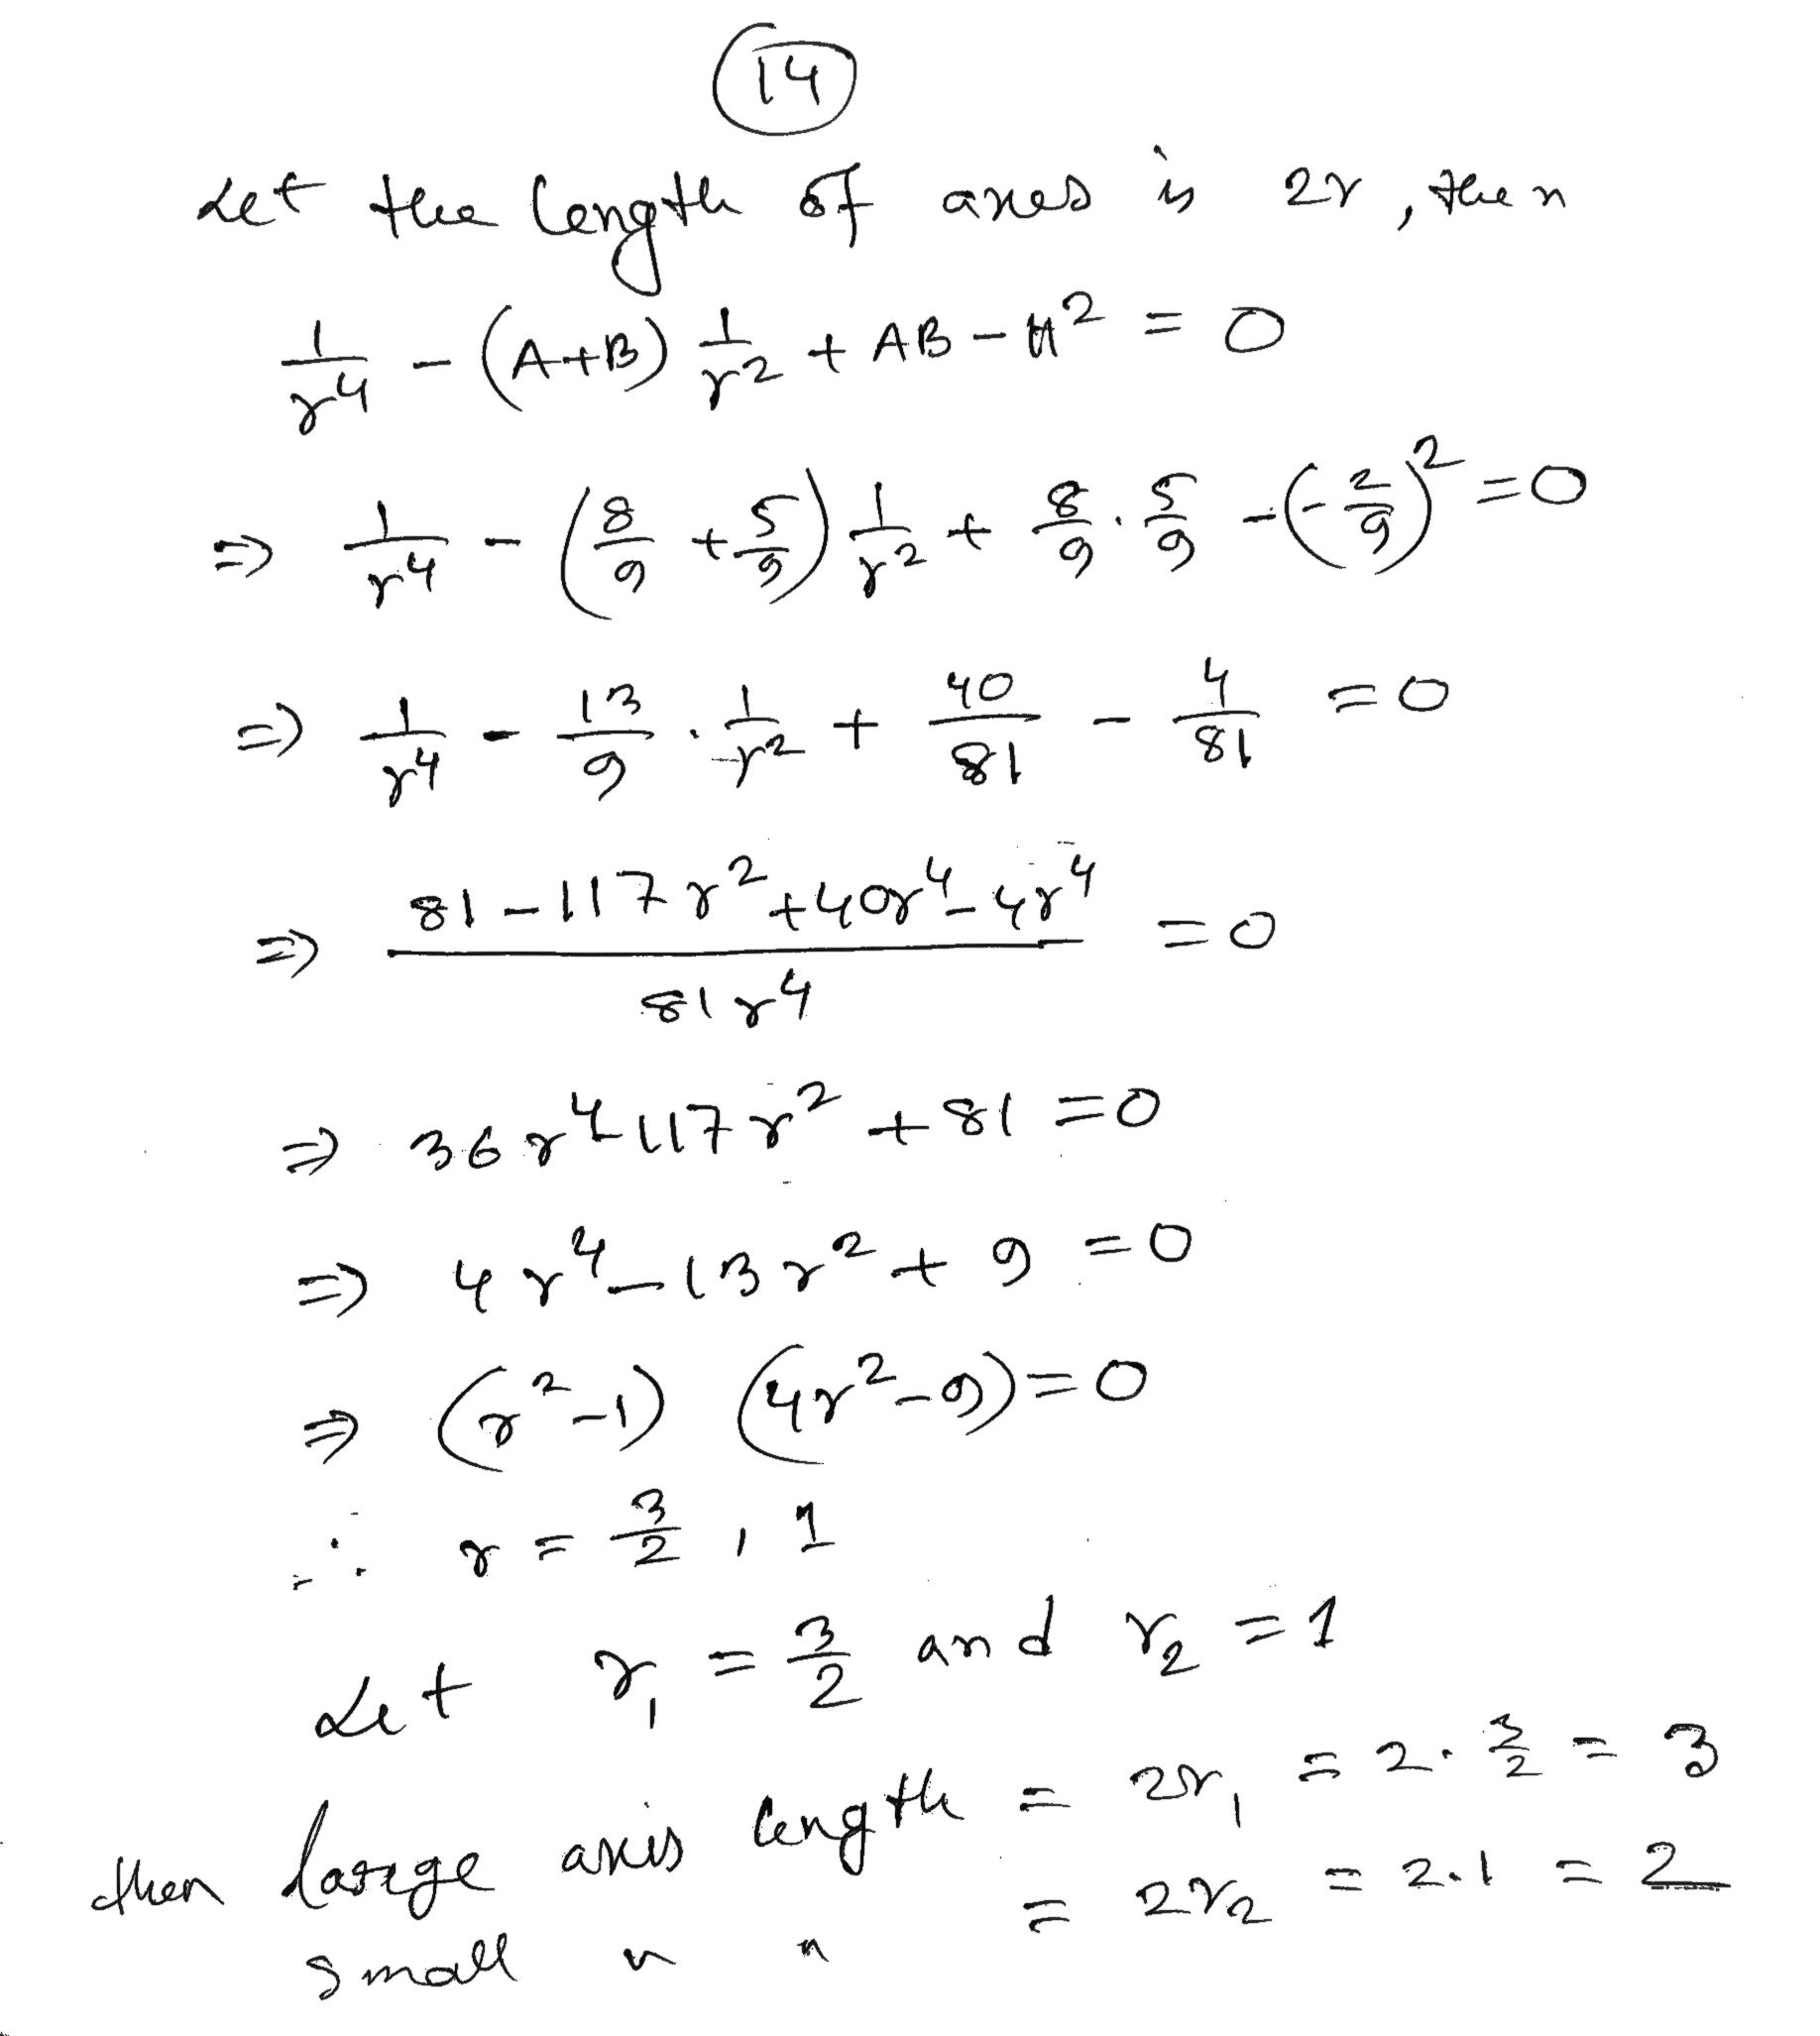 14
Let the length of axes is 2r, then
1/r⁴ - (A+B) 1/r² + AB - H² = 0
⇒ 1/r⁴ - (8/9 + 5/9) 1/r² + 8/9 · 5/9 - (-2/9)² = 0
⇒ 1/r⁴ - 13/9 · 1/r² + 40/81 - 4/81 = 0
⇒ (81 - 117r² + 40r⁴ - 4r⁴)/(81r⁴) = 0
⇒ 36r⁴ - 117r² + 81 = 0
⇒ 4r⁴ - 13r² + 9 = 0
⇒ (r² - 1) (4r² - 9) = 0
∴ r = 3/2, 1
Let r₁ = 3/2 and r₂ = 1
then large axis length = 2r₁ = 2 · 3/2 = 3
small " " = 2r₂ = 2.1 = 2